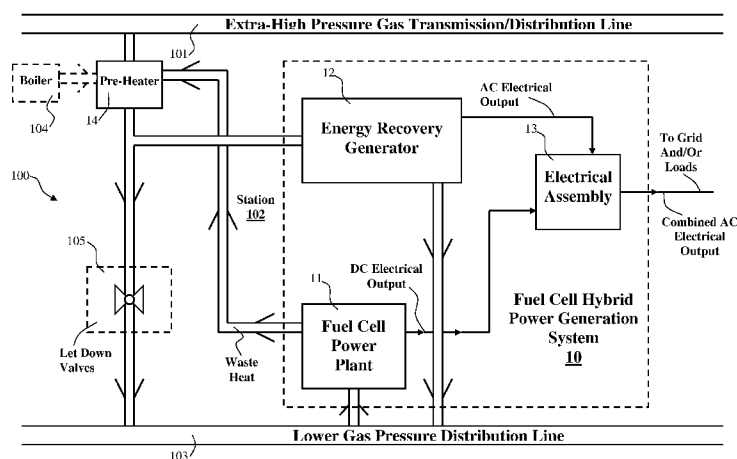 Extra-High Pressure Gas Transmission/Distribution Line
101
Boiler
Pre-Heater
104
14
12
Energy Recovery
Generator
AC Electrical
Output
13
Electrical
Assembly
To Grid
And/Or
Loads
Combined AC
Electrical
Output
100
Station
102
105
Let Down
Valves
11
Fuel Cell
Power
Plant
DC Electrical
Output
Waste
Heat
Fuel Cell Hybrid
Power Generation
System
10
Lower Gas Pressure Distribution Line
103